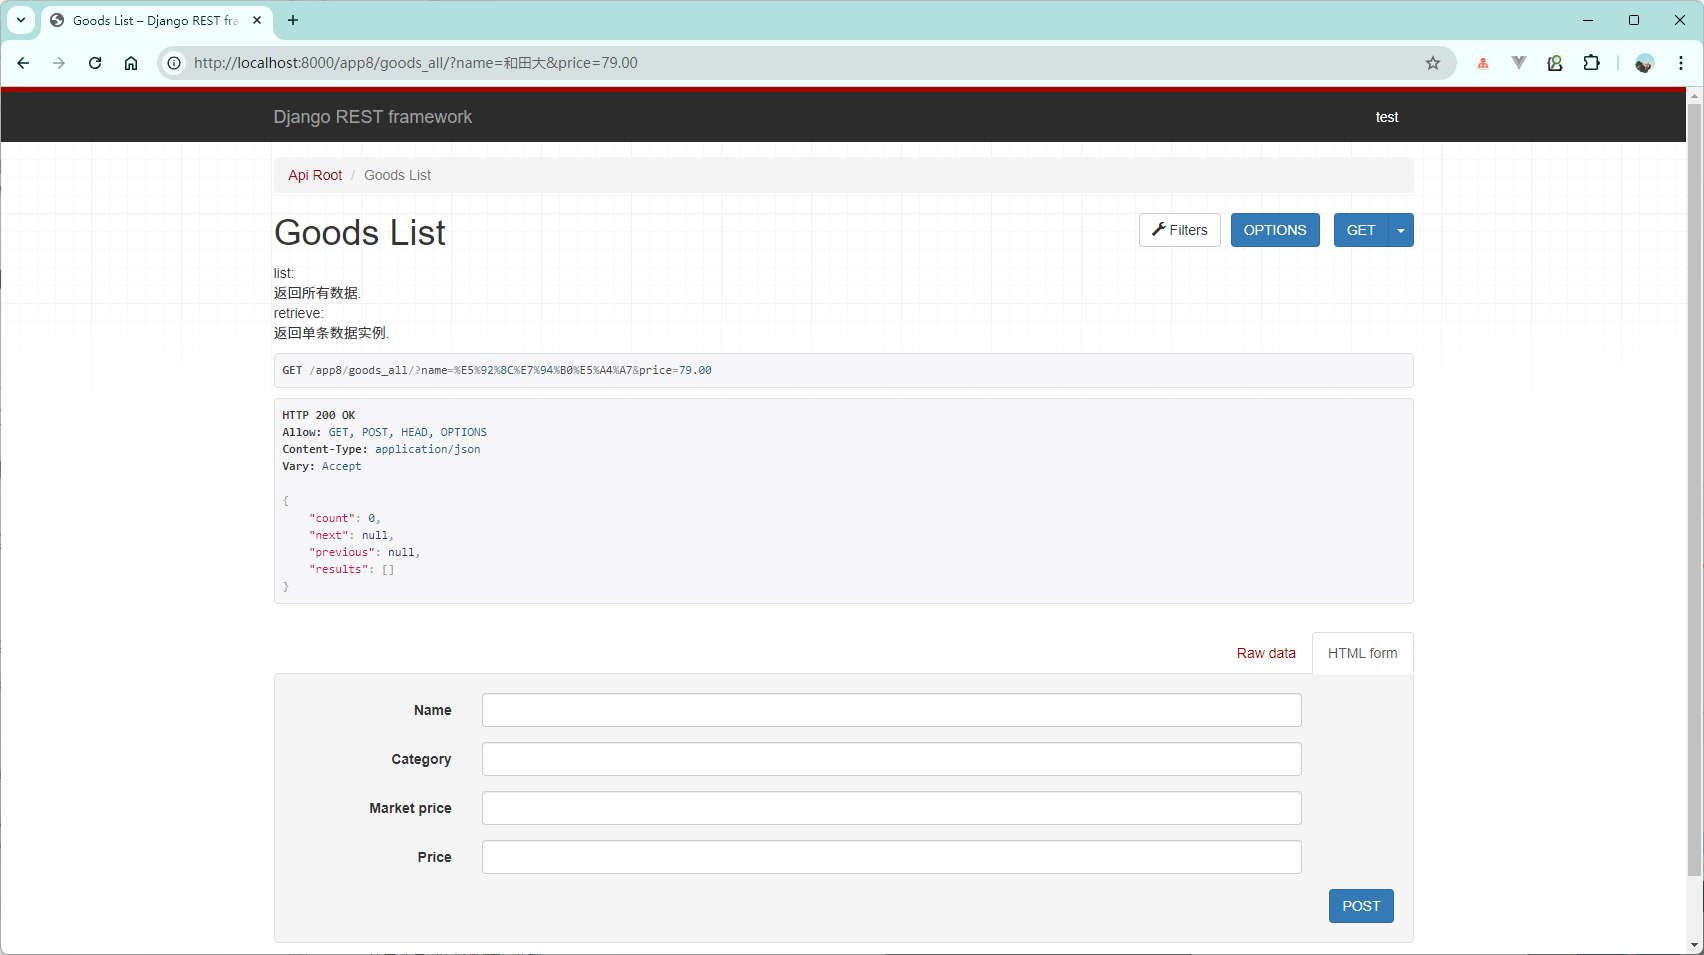 Goods List – Django REST fra
http://localhost:8000/app8/goods_all/?name=和田大&price=79.00
Django REST framework
test
Api Root / Goods List
Goods List
Filters
OPTIONS
GET
list:
返回所有数据.
retrieve:
返回单条数据实例.
GET /app8/goods_all/?name=%E5%92%8C%E7%94%B0%E5%A4%A7&price=79.00
HTTP 200 OK
Allow: GET, POST, HEAD, OPTIONS
Content-Type: application/json
Vary: Accept
{
"count": 0,
"next": null,
"previous": null,
"results": []
}
Raw data
HTML form
Name
Category
Market price
Price
POST